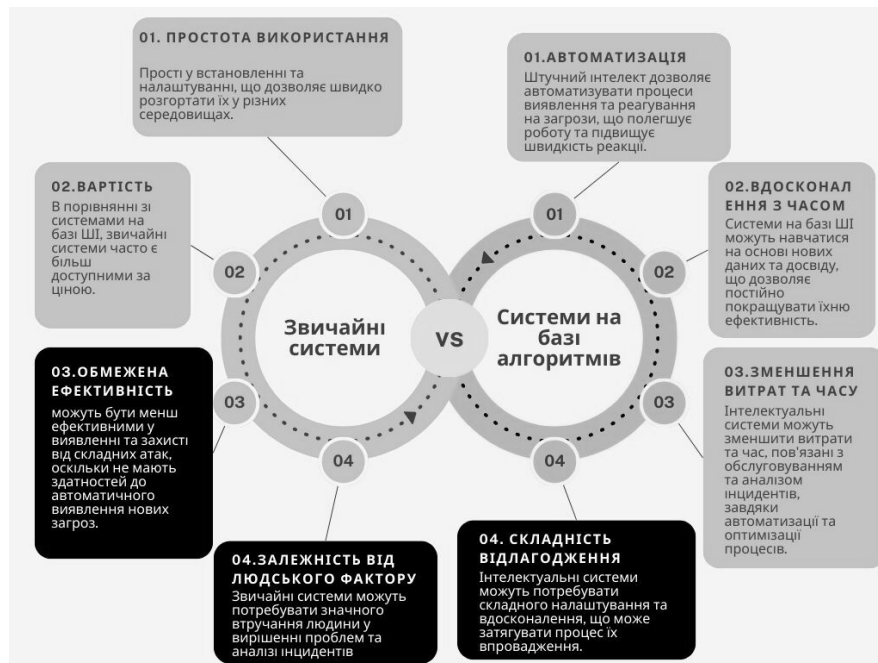 01. ПРОСТОТА ВИКОРИСТАННЯ
Прості у встановленні та
налаштуванні, що дозволяє швидко
розгортати їх у різних
середовищах.
02.ВАРТІСТЬ
В порівнянні зі
системами на
базі ШІ, звичайні
системи часто є
більш
доступними за
ціною.
03.ОБМЕЖЕНА
ЕФЕКТИВНІСТЬ
можуть бути менш
ефективними у
виявленні та захисті
від складних атак,
оскільки не мають
здатностей до
автоматичного
виявлення нових
загроз.
04.ЗАЛЕЖНІСТЬ ВІД
ЛЮДСЬКОГО ФАКТОРУ
Звичайні системи можуть
потребувати значного
втручання людини у
вирішенні проблем та
аналізі інцидентів
01
02
03
04
Звичайні
системи
VS
Системи на
базі
алгоритмів
01
02
03
04
01.АВТОМАТИЗАЦІЯ
Штучний інтелект дозволяє
автоматизувати процеси
виявлення та реагування
на загрози, що полегшує
роботу та підвищує
швидкість реакції.
02.ВДОСКОНАЛ
ЕННЯ З ЧАСОМ
Системи на базі ШІ
можуть навчатися
на основі нових
даних та досвіду,
що дозволяє
постійно
покращувати їхню
ефективність.
03.ЗМЕНШЕННЯ
ВИТРАТ ТА ЧАСУ
Інтелектуальні
системи можуть
зменшити витрати
та час, пов'язані з
обслуговуванням
та аналізом
інцидентів,
завдяки
автоматизації та
оптимізації
процесів.
04. СКЛАДНІСТЬ
ВІДЛАГОДЖЕННЯ
Інтелектуальні системи
можуть потребувати
складного налаштування та
вдосконалення, що може
затягувати процес їх
впровадження.